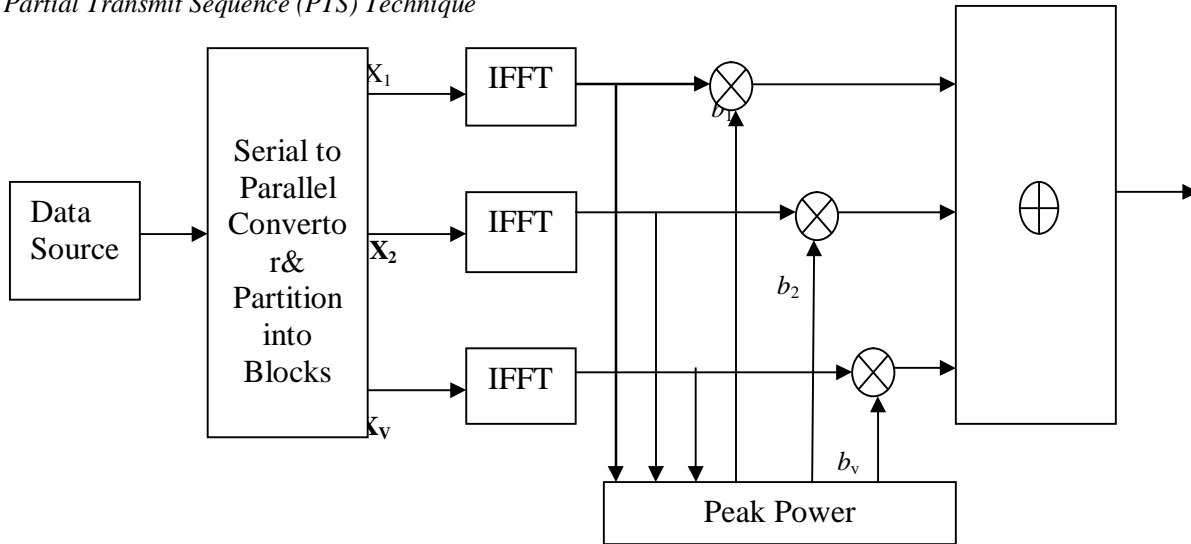 Partial Transmit Sequence (PTS) Technique
X1
IFFT
b1
Serial to
Parallel
Converto
r&
Partition
into
Blocks
Data
Source
X2
IFFT
b2
IFFT
XV
bv
Peak Power